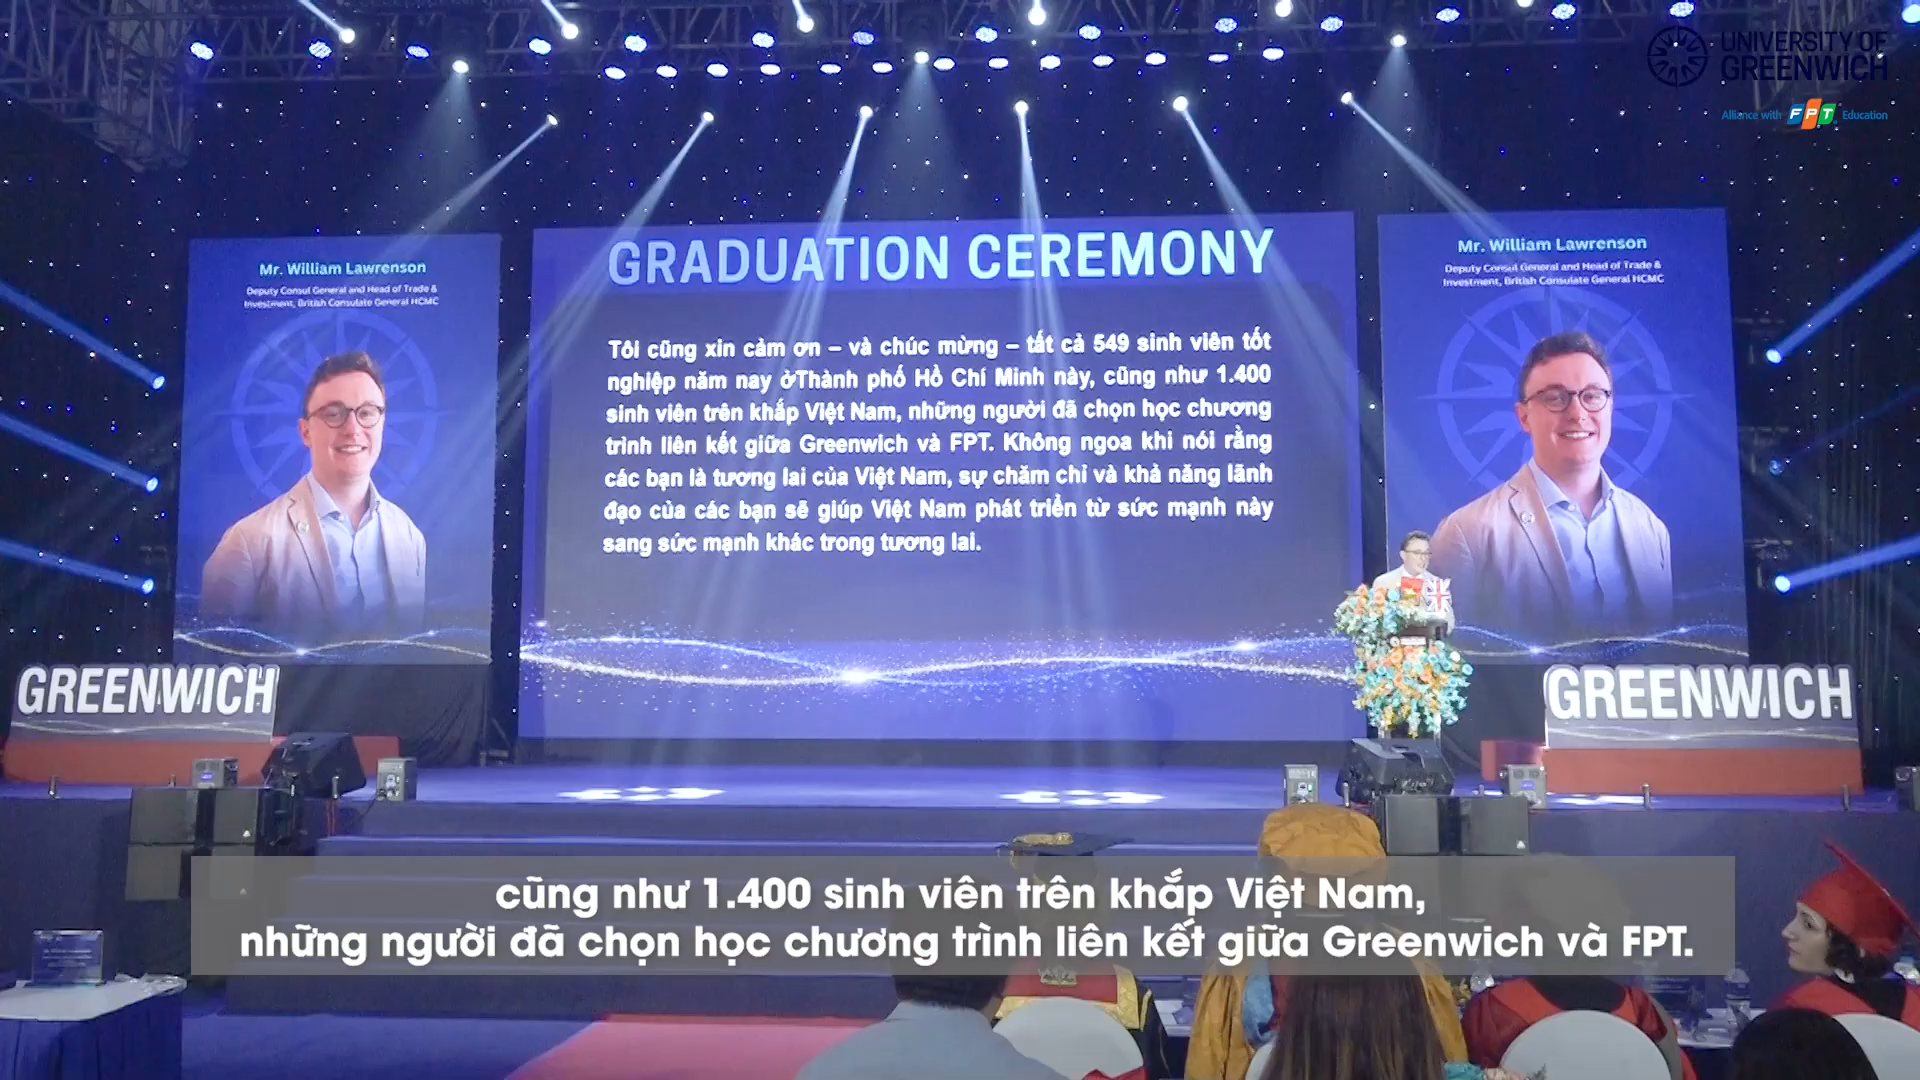 UNIVERSITY OF
GREENWICH
Alliance with FPT Education
GRADUATION CEREMONY
Mr. William Lawrenson
Deputy Consul General and Head of Trade &
Investment, British Consulate General HCMC
Mr. William Lawrenson
Deputy Consul General and Head of Trade &
Investment, British Consulate General HCMC
Tôi cũng xin cảm ơn – và chúc mừng – tất cả 549 sinh viên tốt
nghiệp năm nay ởThành phố Hồ Chí Minh này, cũng như 1.400
sinh viên trên khắp Việt Nam, những người đã chọn học chương
trình liên kết giữa Greenwich và FPT. Không ngoa khi nói rằng
các bạn là tương lai của Việt Nam, sự chăm chỉ và khả năng lãnh
đạo của các bạn sẽ giúp Việt Nam phát triển từ sức mạnh này
sang sức mạnh khác trong tương lai.
GREENWICH
GREENWICH
cũng như 1.400 sinh viên trên khắp Việt Nam,
những người đã chọn học chương trình liên kết giữa Greenwich và FPT.